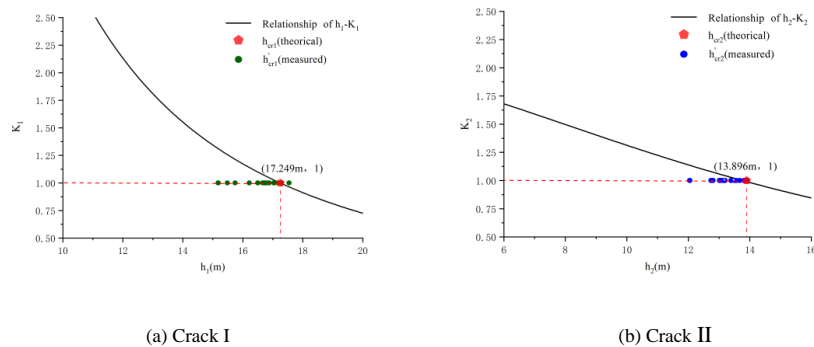 2.50
2.25
2.00
1.75
1.50
1.25
1.00
0.75
0.50
K1
10 12 14 16 18 20
h1(m)
Relationship of h1-K1
hcr1(theorical)
h'cr1(measured)
(17.249m, 1)
(a) Crack I
2.50
2.25
2.00
1.75
1.50
1.25
1.00
0.75
0.50
K2
6 8 10 12 14 16
h2(m)
Relationship of h2-K2
hcr2(theorical)
h'cr2(measured)
(13.896m, 1)
(b) Crack II